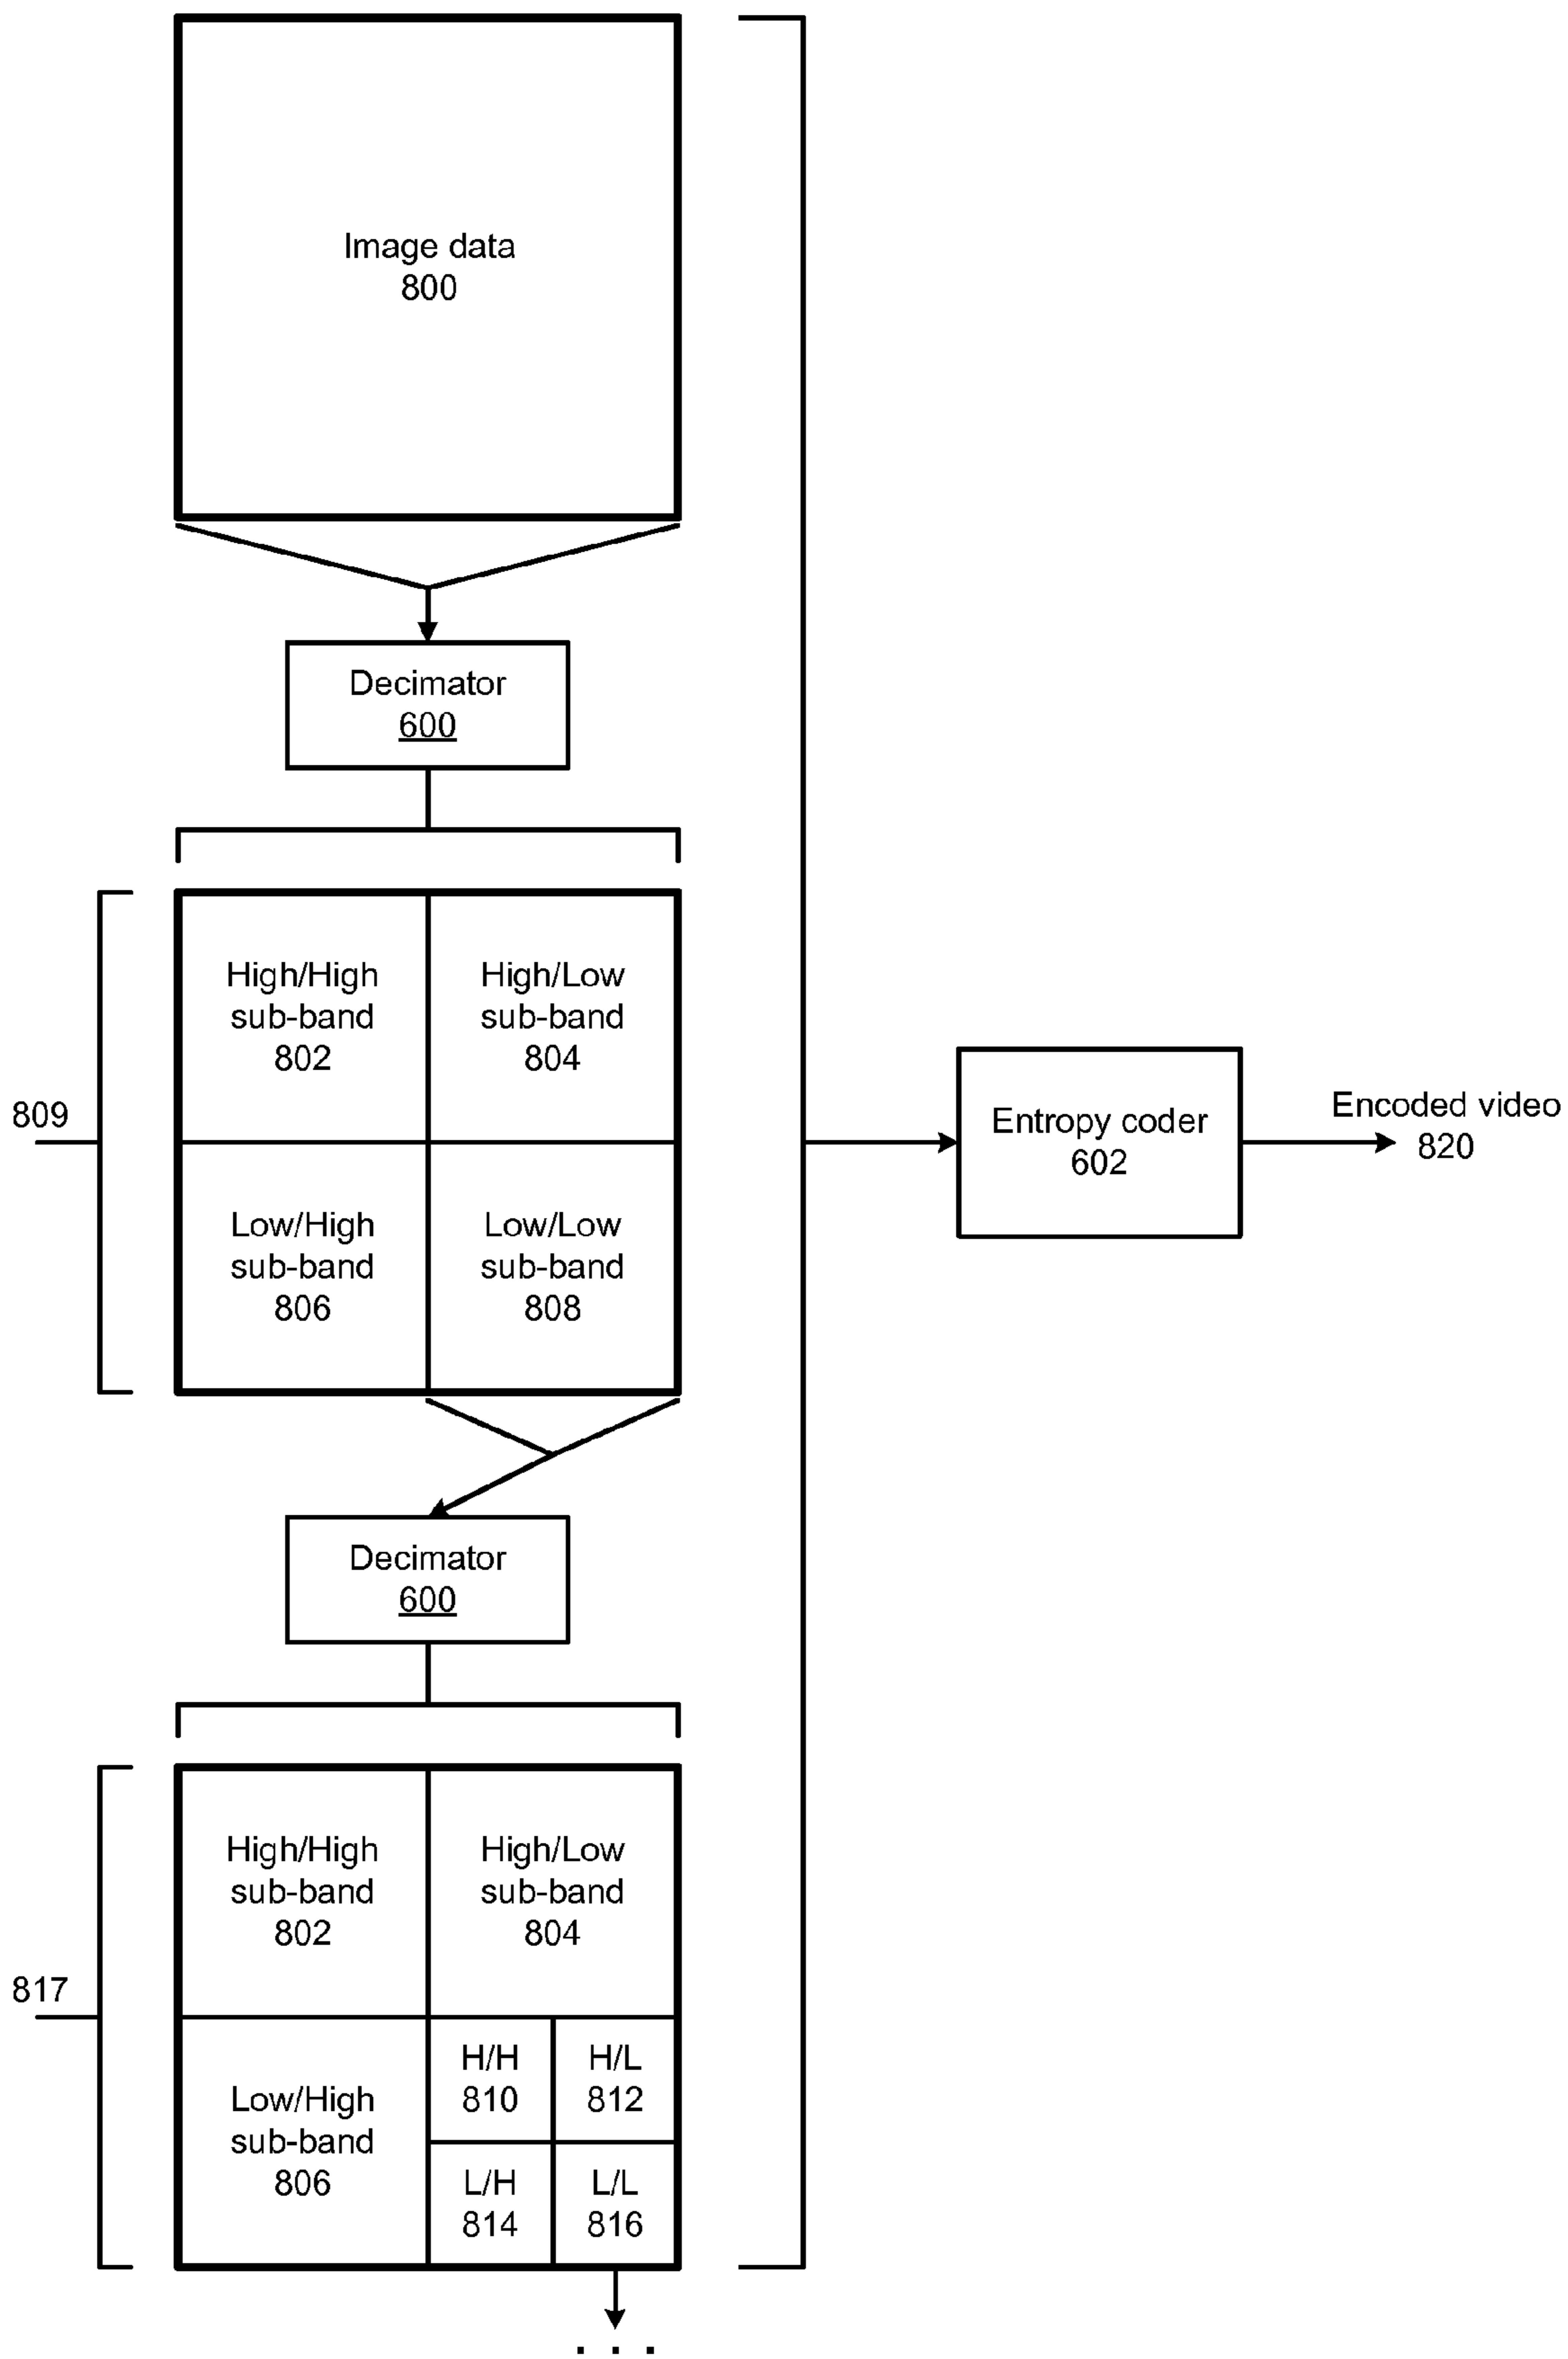 Image data
800
Decimator
600
High/High
sub-band
802
High/Low
sub-band
804
809
Low/High
sub-band
806
Low/Low
sub-band
808
Entropy coder
602
Encoded video
820
Decimator
600
High/High
sub-band
802
High/Low
sub-band
804
817
Low/High
sub-band
806
H/H
810
H/L
812
L/H
814
L/L
816
. . .